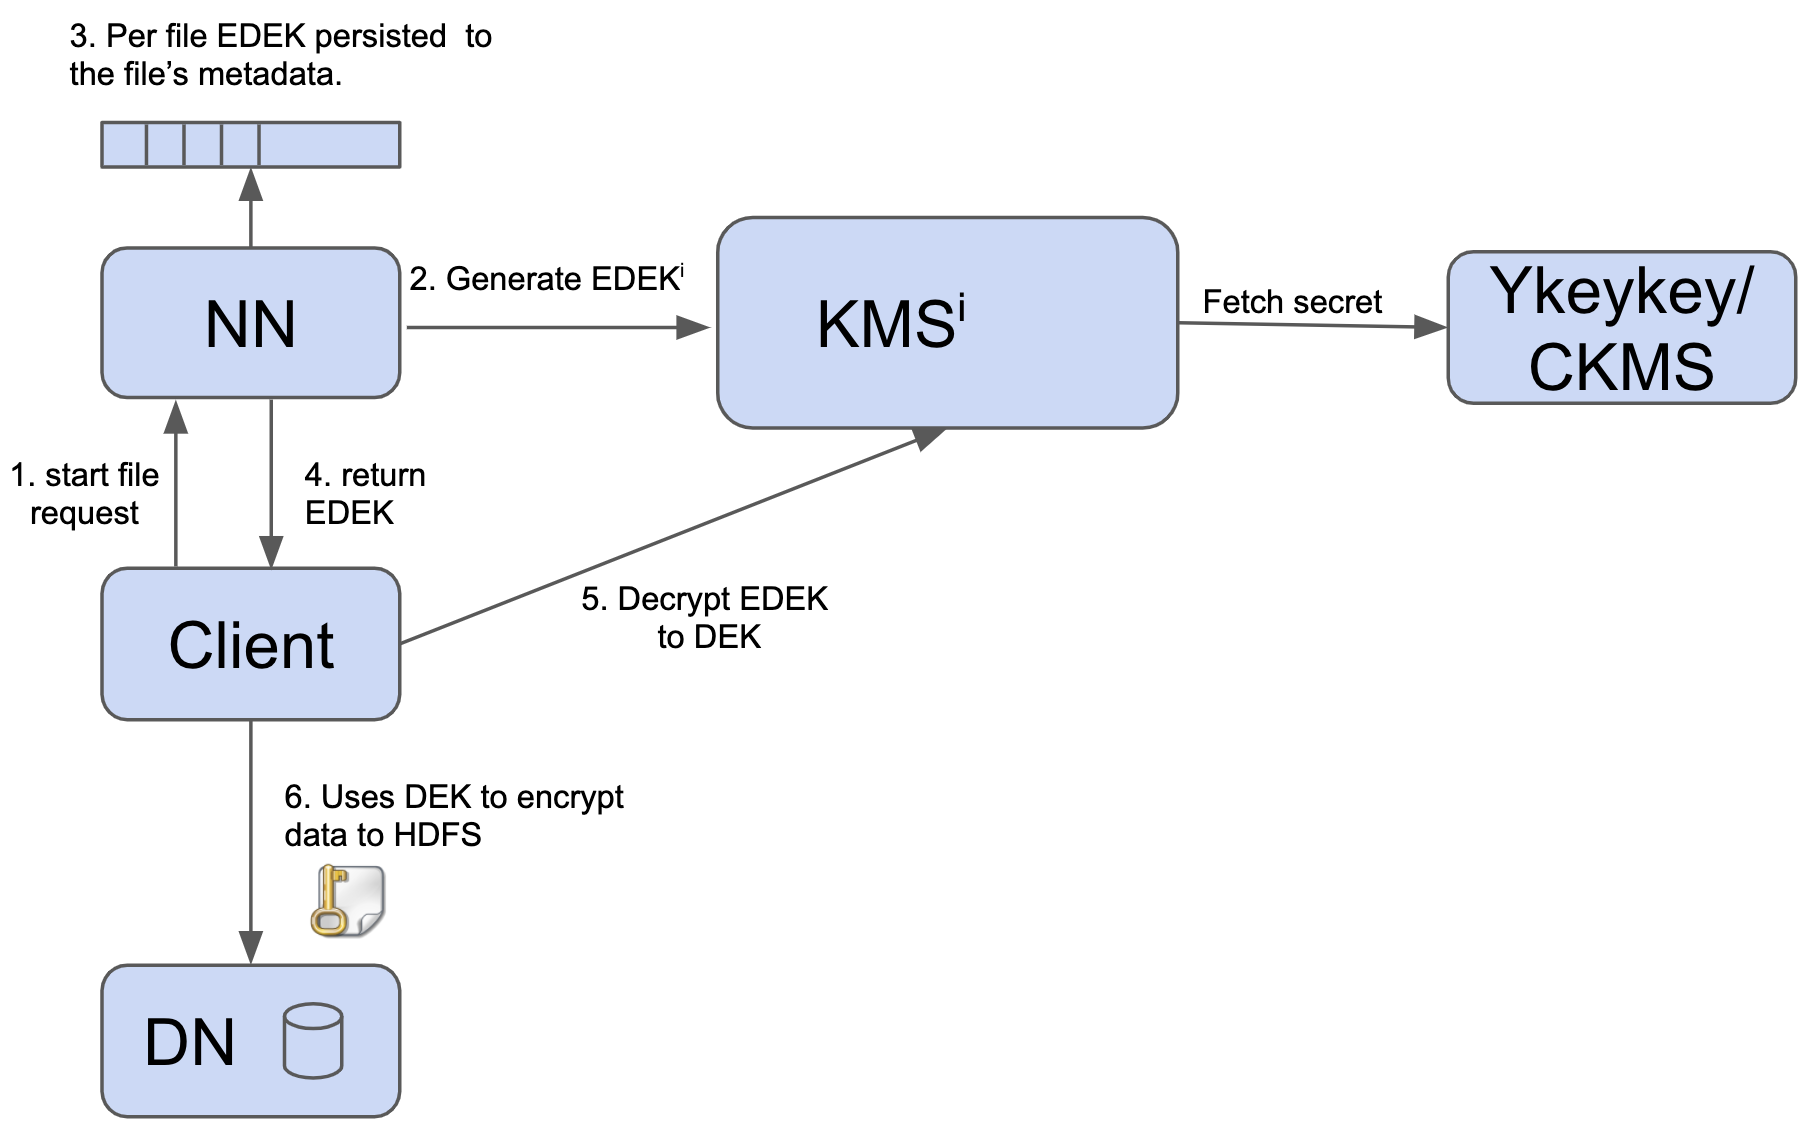 3. Per file EDEK persisted  to
the file’s metadata.
NN
2. Generate EDEKⁱ
KMSⁱ
Fetch secret
Ykeykey/
CKMS
1. start file
request
4. return
EDEK
5. Decrypt EDEK
to DEK
Client
6. Uses DEK to encrypt
data to HDFS
DN